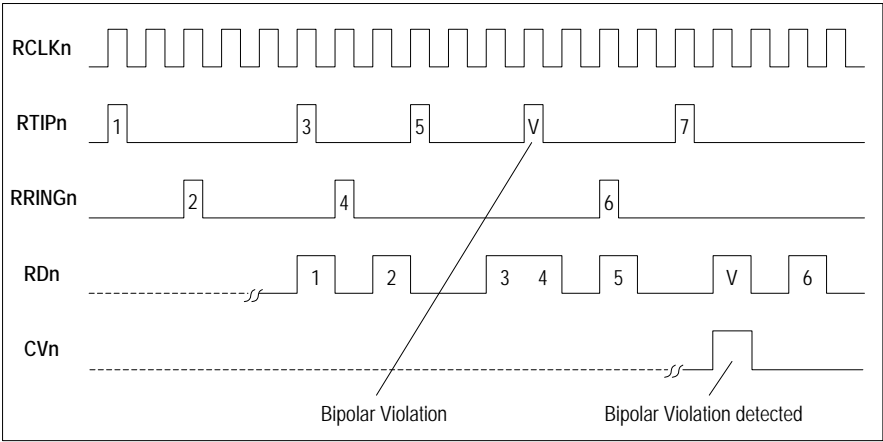 RCLKn
RTIPn 1 3 5 V 7
RRINGn 2 4 6
RDn 1 2 3 4 5 V 6
CVn
Bipolar Violation Bipolar Violation detected